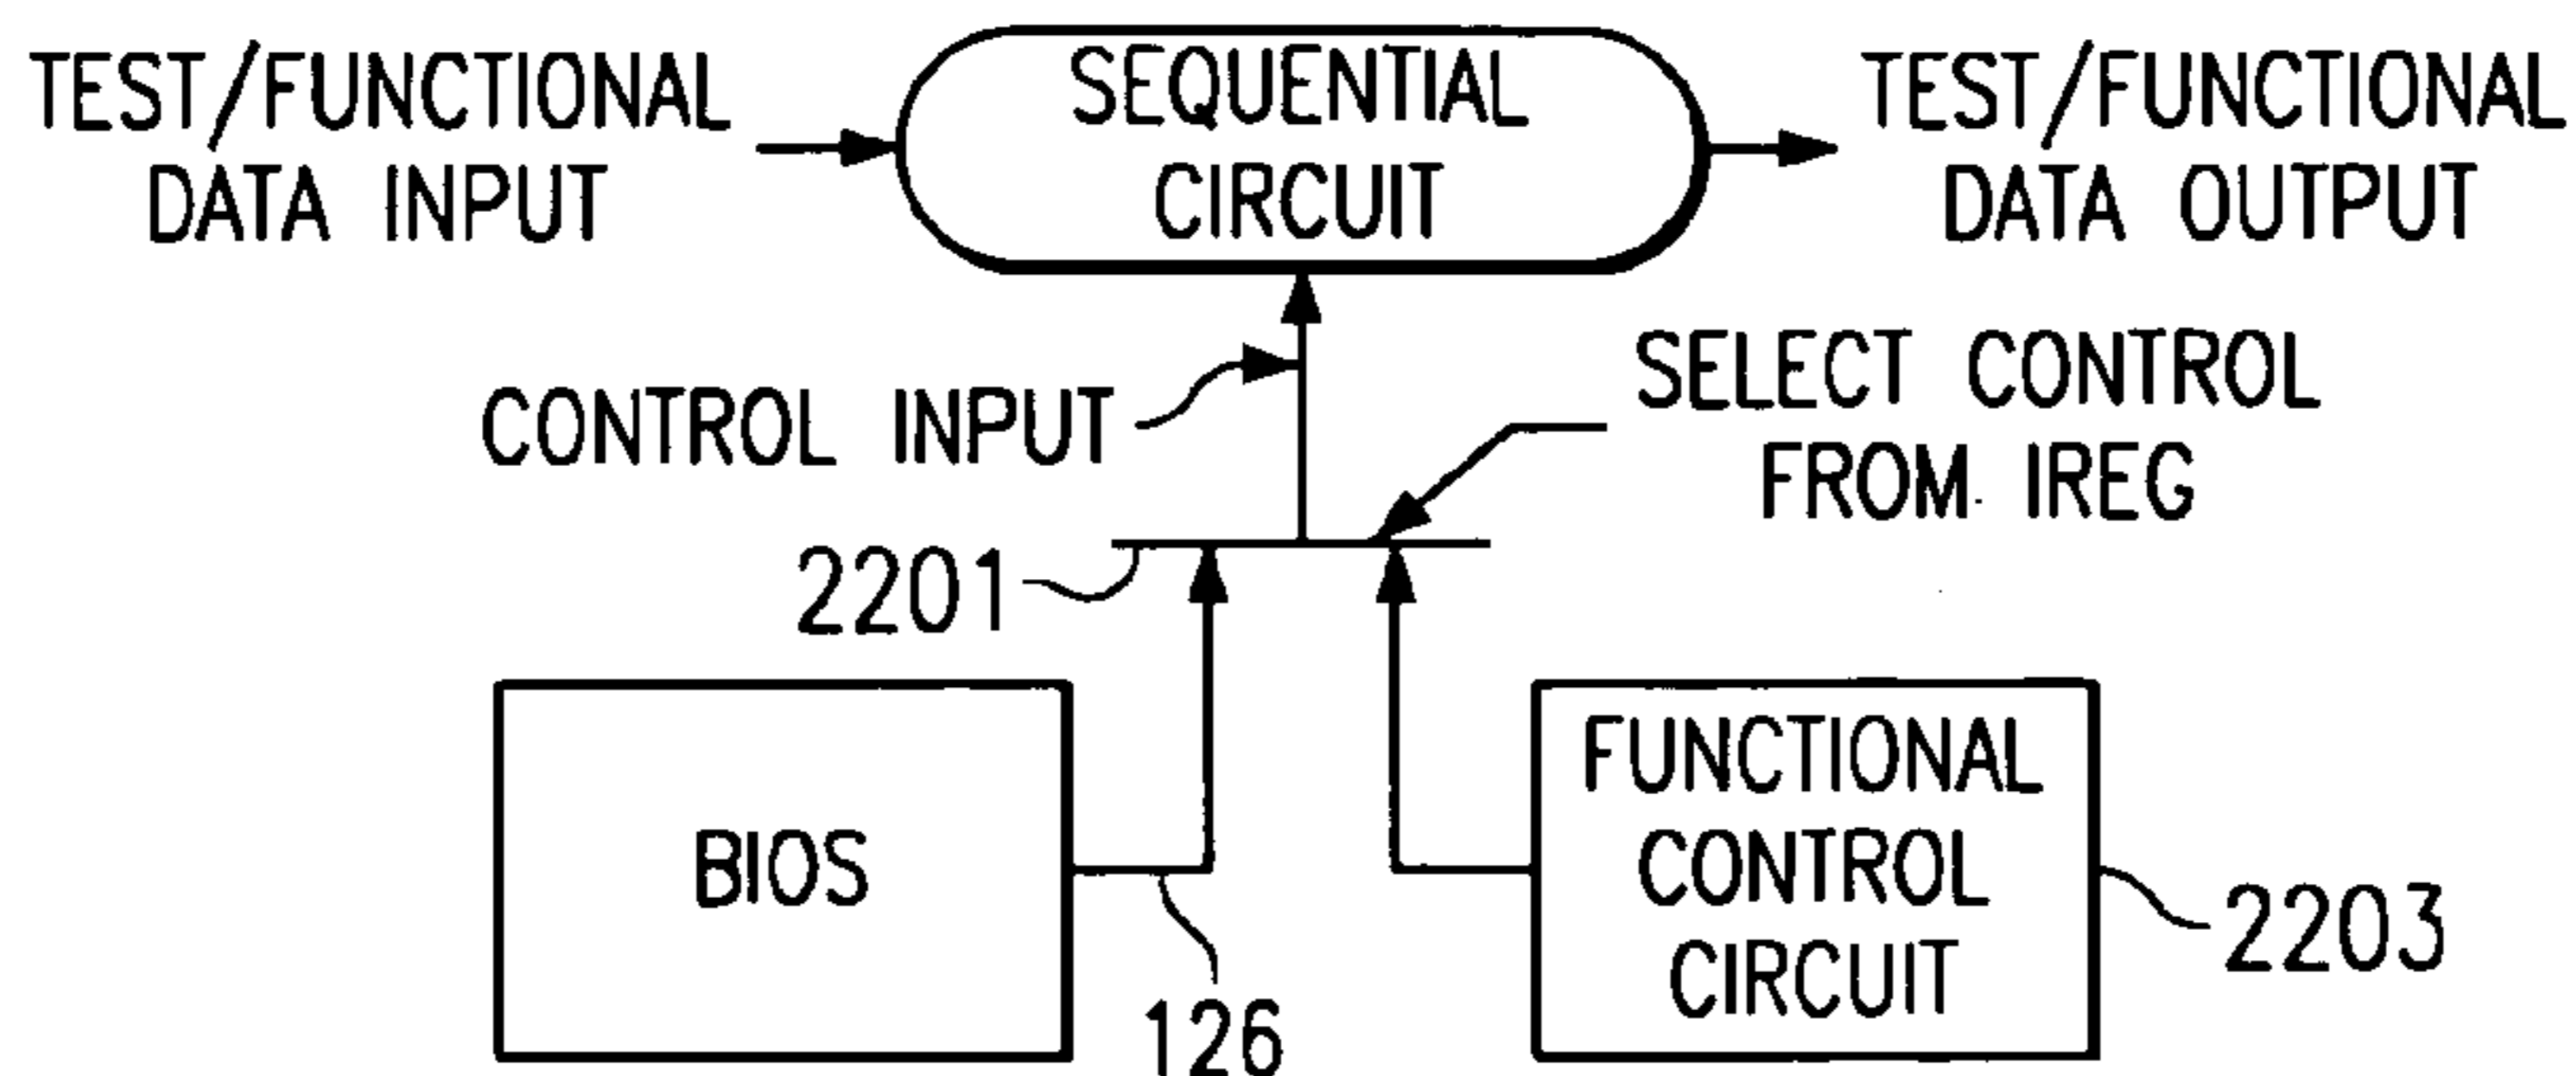 TEST/FUNCTIONAL
DATA INPUT
SEQUENTIAL
CIRCUIT
TEST/FUNCTIONAL
DATA OUTPUT
CONTROL INPUT
SELECT CONTROL
FROM IREG
2201
BIOS
126
FUNCTIONAL
CONTROL
CIRCUIT
2203